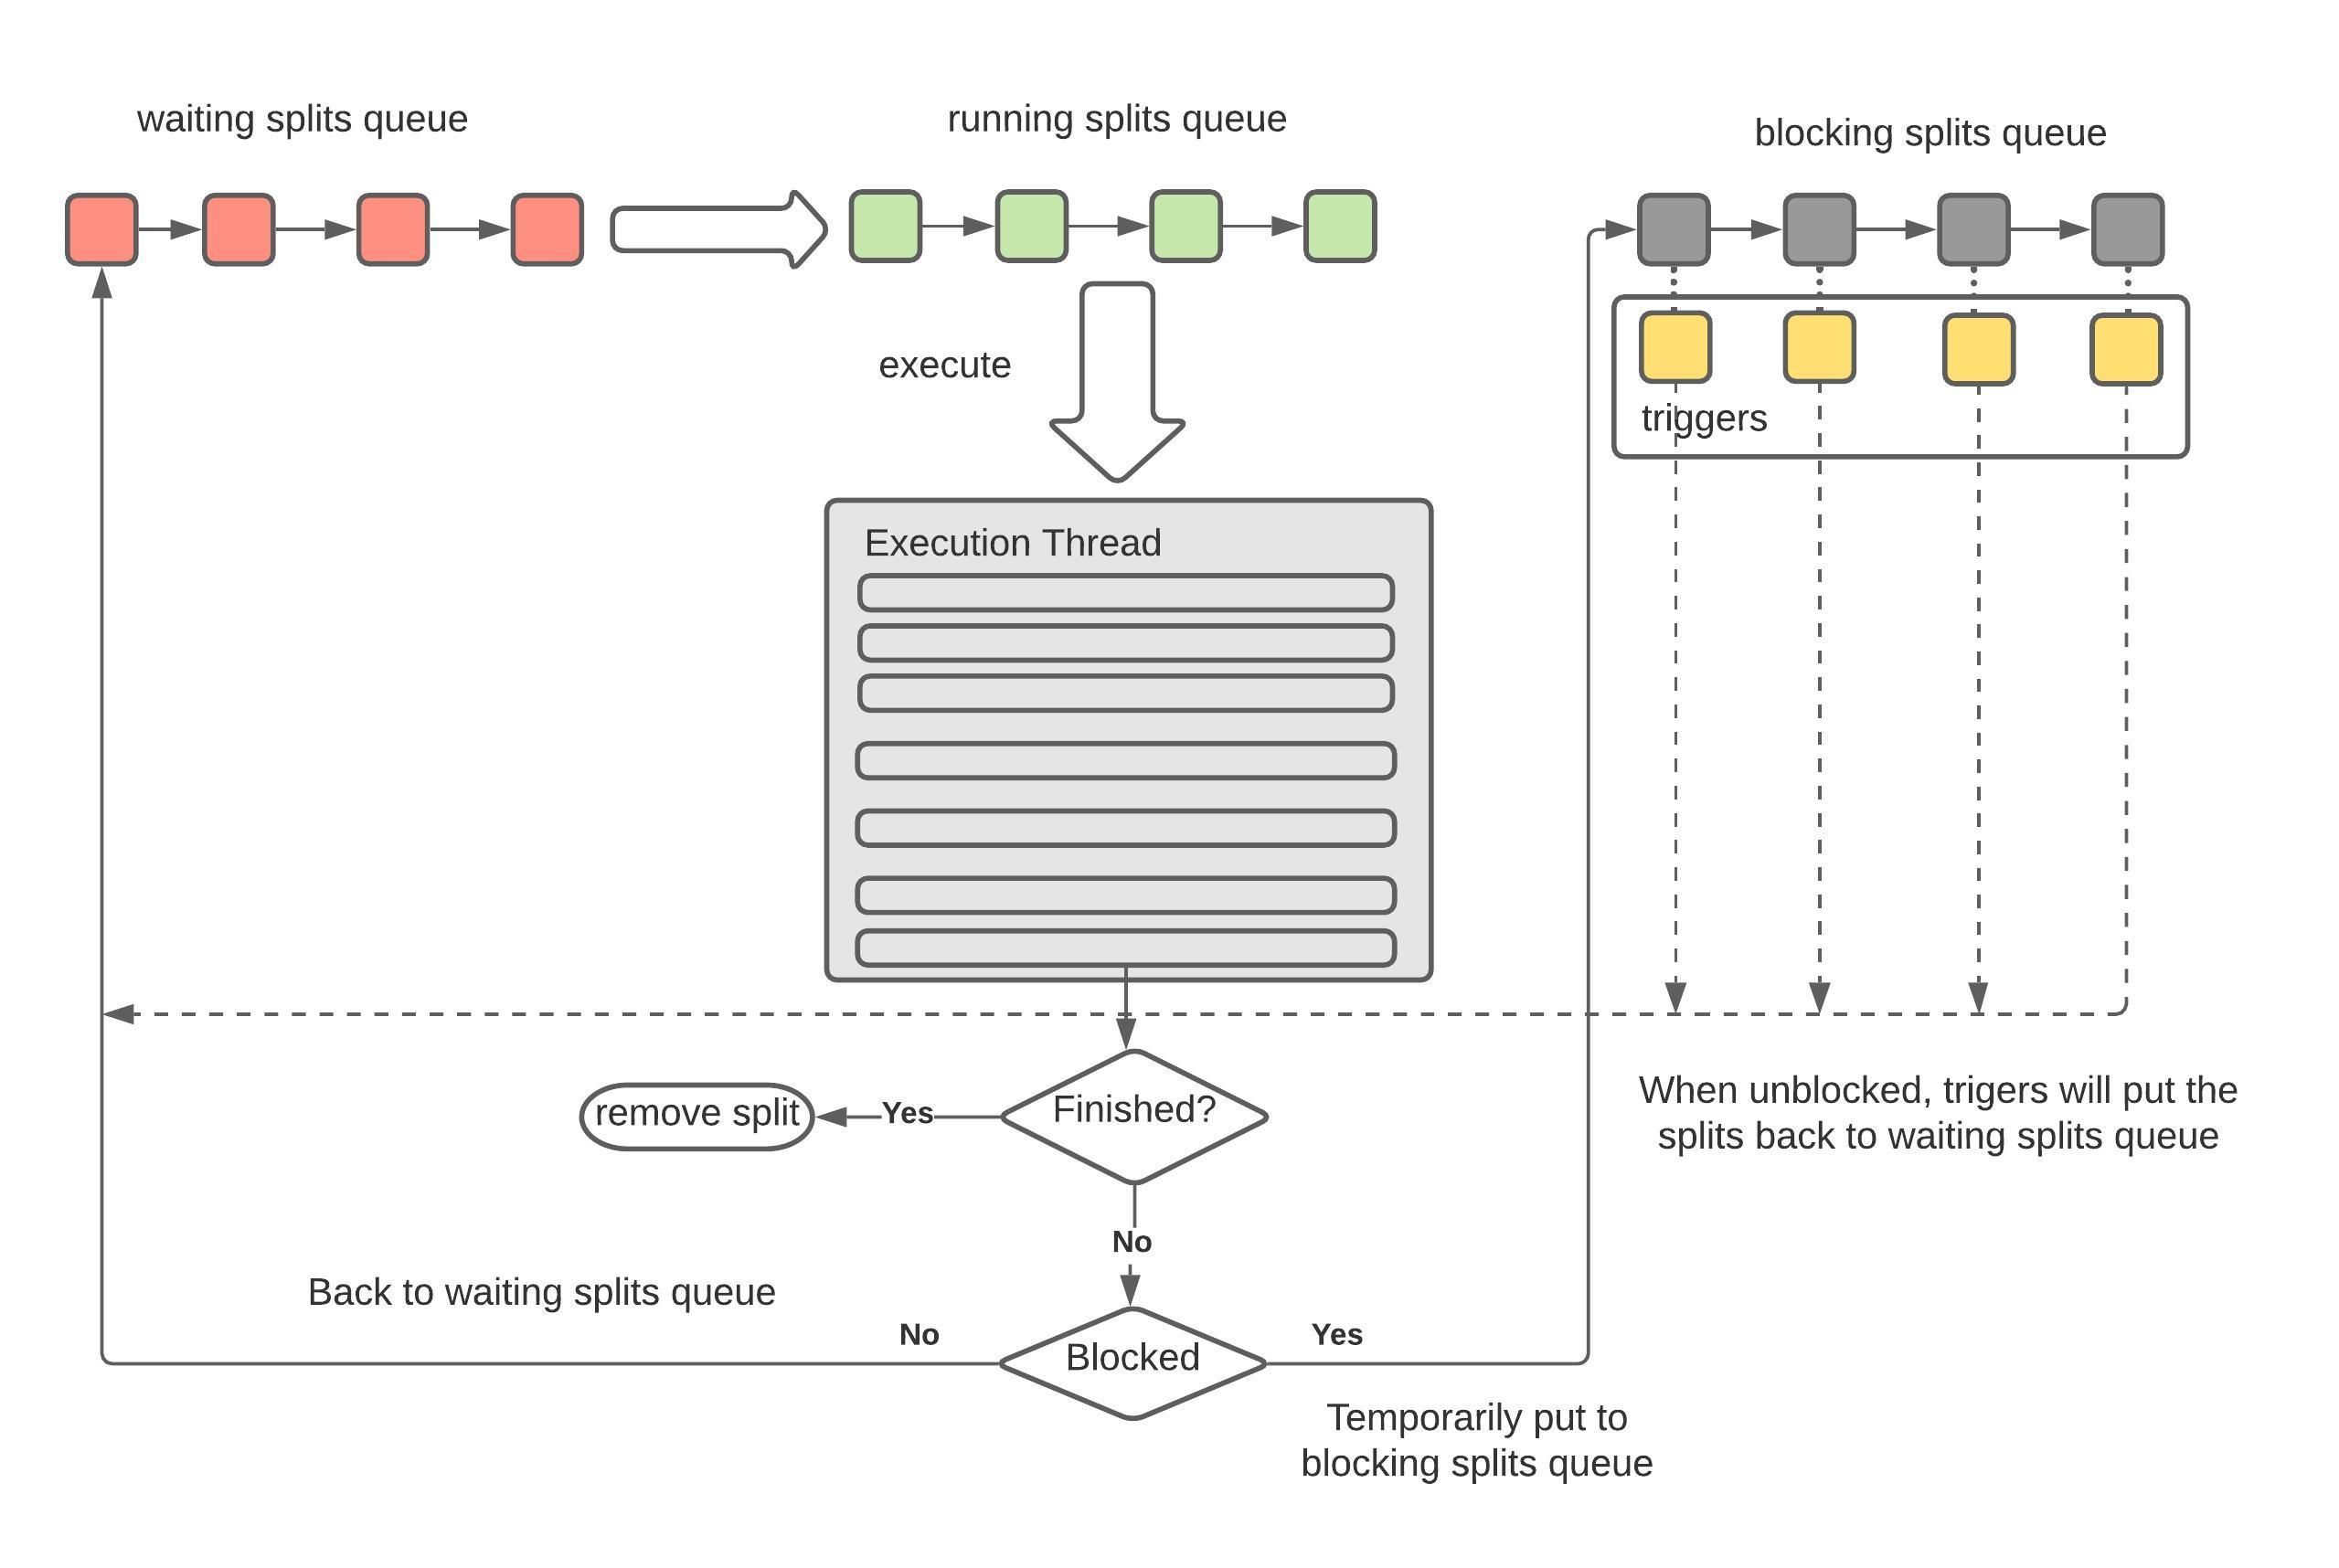 waiting splits queue
running splits queue
blocking splits queue
execute
triggers
Execution Thread
When unblocked, trigers will put the
splits back to waiting splits queue
remove split
Yes
Finished?
No
Back to waiting splits queue
No
Blocked
Yes
Temporarily put to
blocking splits queue